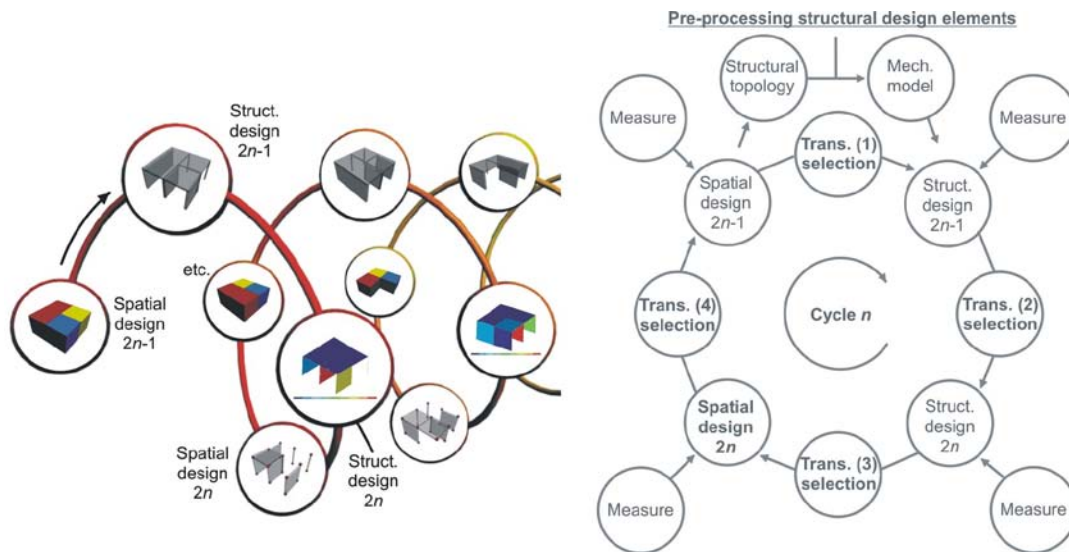 Struct.
design
2n-1
etc.
Spatial
design
2n-1
Spatial
design
2n
Struct.
design
2n
Pre-processing structural design elements
Structural
topology
Mech.
model
Measure
Measure
Trans. (1)
selection
Spatial
design
2n-1
Struct.
design
2n-1
Trans. (4)
selection
Cycle n
Trans. (2)
selection
Spatial
design
2n
Struct.
design
2n
Trans. (3)
selection
Measure
Measure